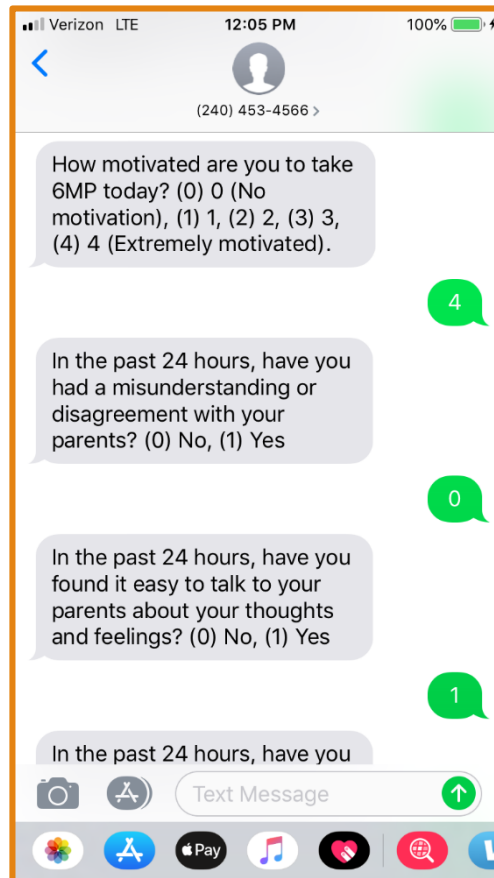 Verizon LTE 12:05 PM 100%
(240) 453-4566 >
How motivated are you to take
6MP today? (0) 0 (No
motivation), (1) 1, (2) 2, (3) 3,
(4) 4 (Extremely motivated).
4
In the past 24 hours, have you
had a misunderstanding or
disagreement with your
parents? (0) No, (1) Yes
0
In the past 24 hours, have you
found it easy to talk to your
parents about your thoughts
and feelings? (0) No, (1) Yes
1
In the past 24 hours, have you
Text Message
Pay